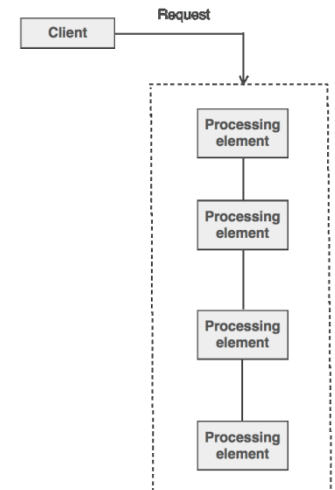 Request
Client
Processing
element
Processing
element
Processing
element
Processing
element